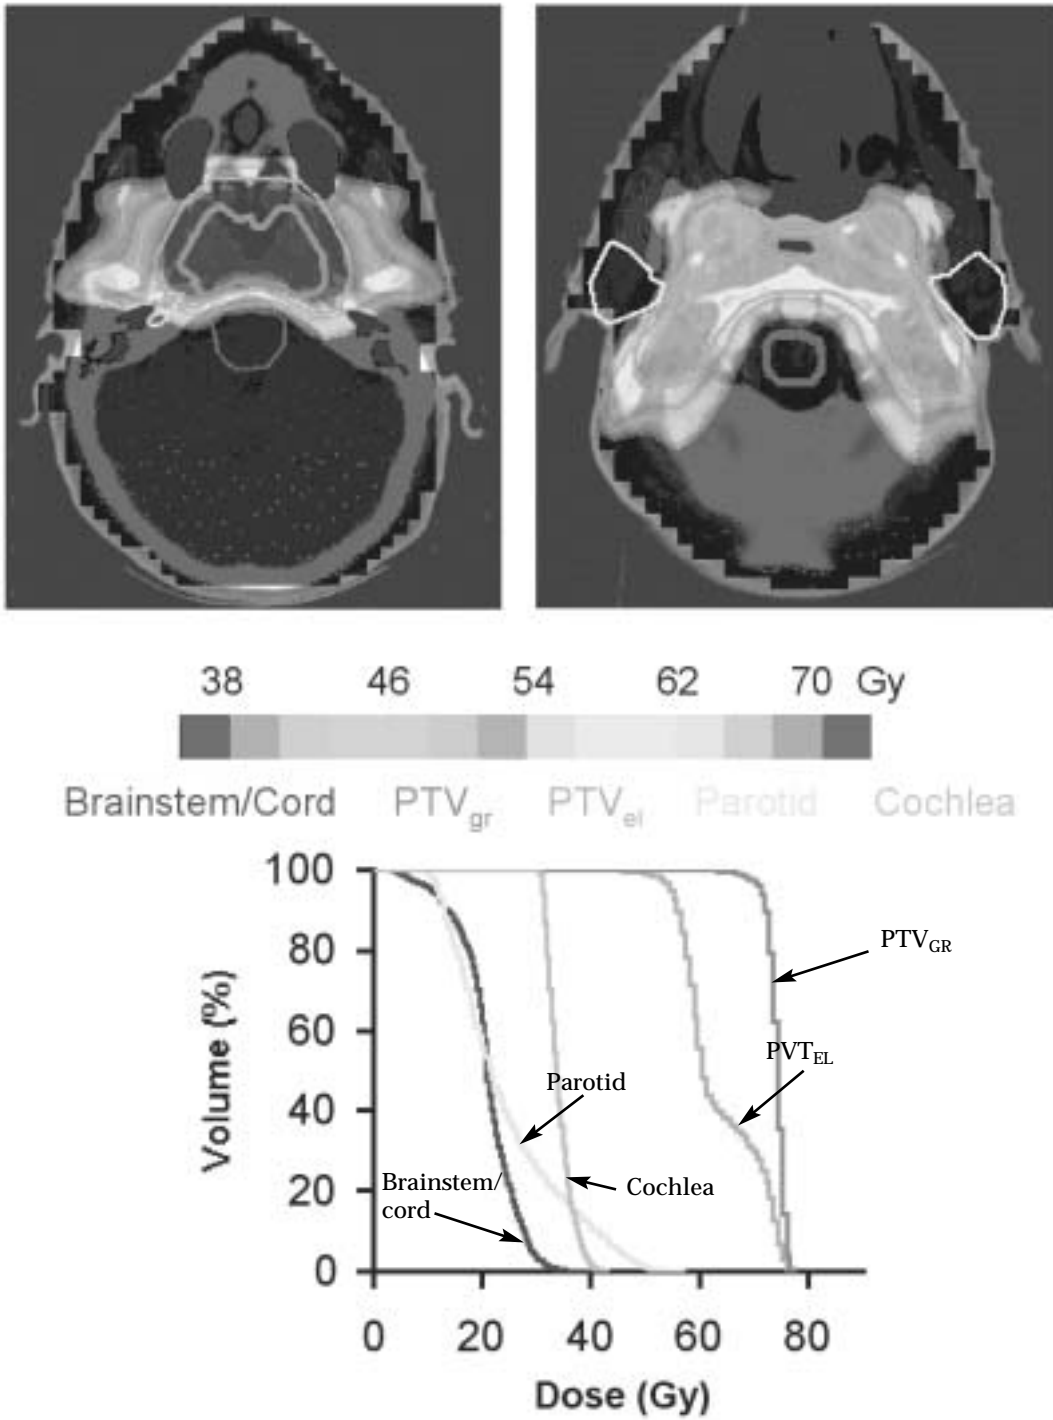 38 46 54 62 70 Gy
Brainstem/Cord PTVgr PTVel Parotid Cochlea
100
80
60
40
20
0
Volume (%)
PTVGR
PVTEL
Parotid
Brainstem/
cord
Cochlea
0 20 40 60 80
Dose (Gy)